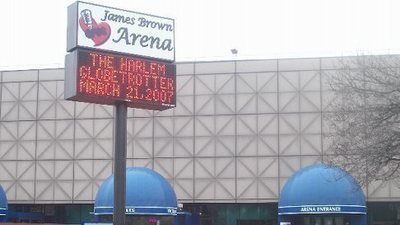 James Brown
Arena
THE HARLEM
GLOBETROTTER
MARCH 21,2007
ARENA ENTRANCE